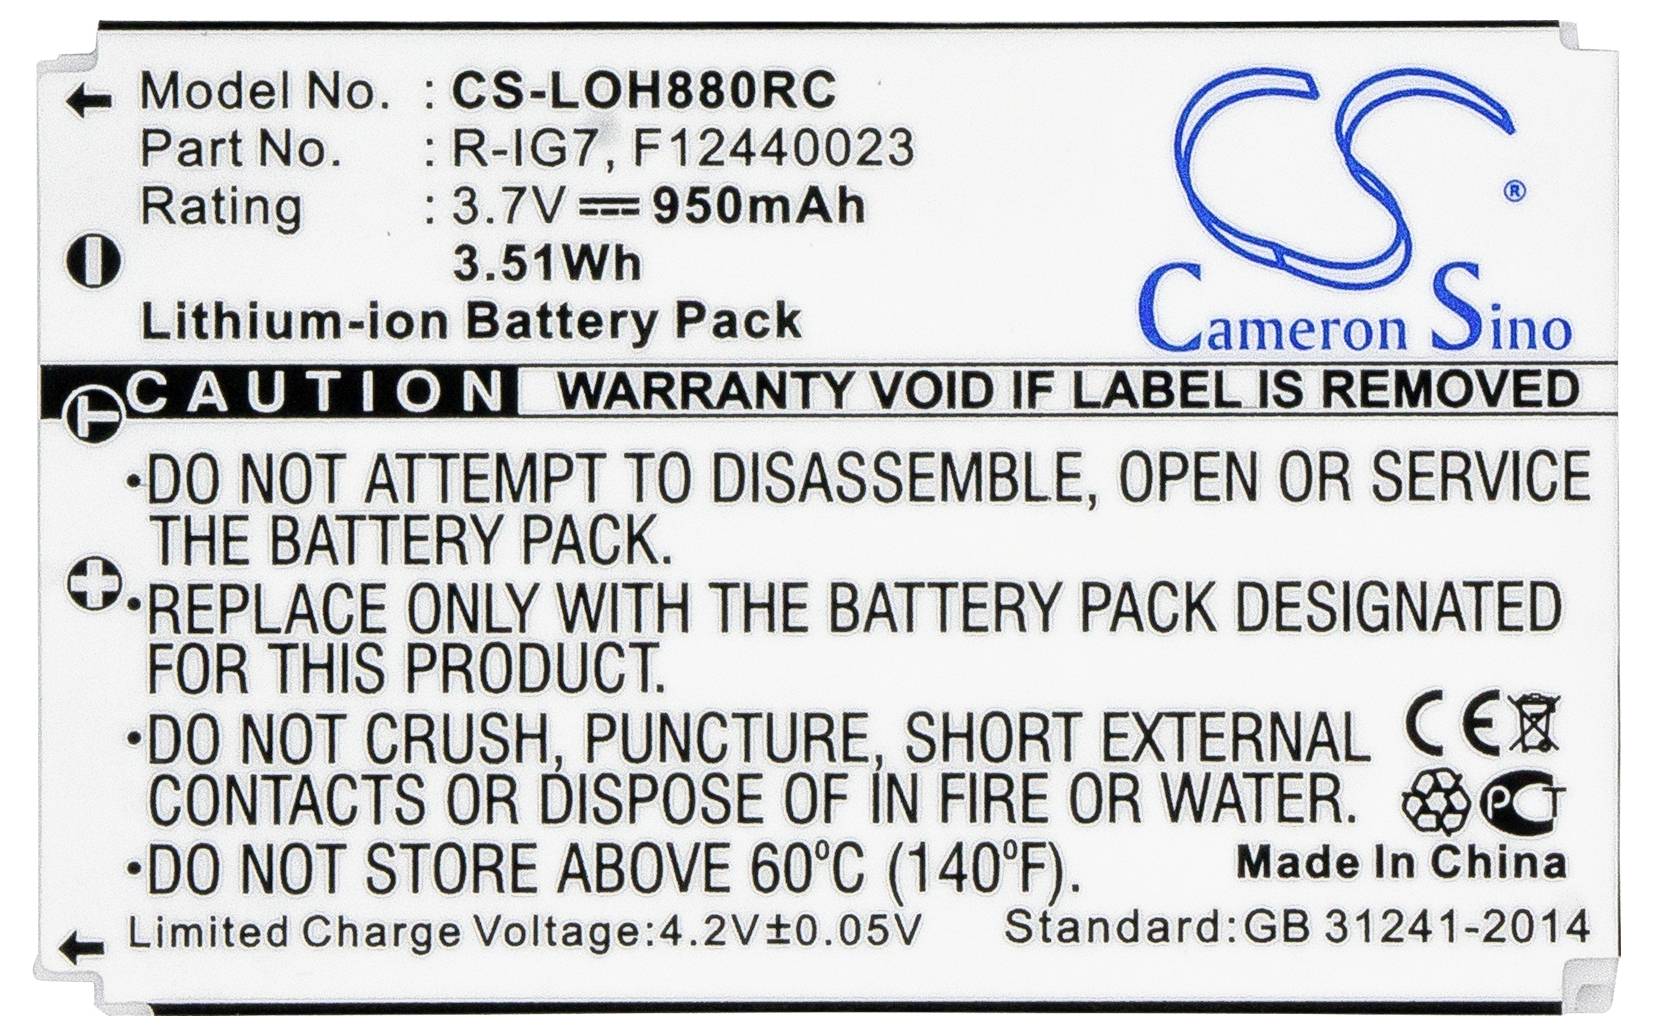 Model No. : CS-LOH880RC
Part No. : R-IG7, F12440023
Rating : 3.7V ⎓ 950mAh
3.51Wh
Lithium-ion Battery Pack
CS
®
Cameron Sino
CAUTION WARRANTY VOID IF LABEL IS REMOVED
T
•DO NOT ATTEMPT TO DISASSEMBLE, OPEN OR SERVICE
THE BATTERY PACK.
•REPLACE ONLY WITH THE BATTERY PACK DESIGNATED
FOR THIS PRODUCT.
•DO NOT CRUSH, PUNCTURE, SHORT EXTERNAL
CONTACTS OR DISPOSE OF IN FIRE OR WATER.
CE
PCT
•DO NOT STORE ABOVE 60°C (140°F).
Made In China
Limited Charge Voltage:4.2V±0.05V Standard:GB 31241-2014